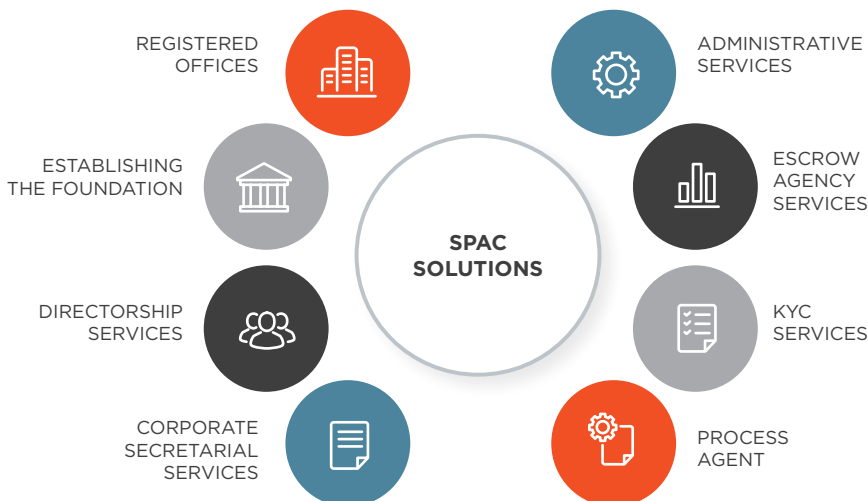 REGISTERED
OFFICES
ESTABLISHING
THE FOUNDATION
DIRECTORSHIP
SERVICES
CORPORATE
SECRETARIAL
SERVICES
SPAC
SOLUTIONS
ADMINISTRATIVE
SERVICES
ESCROW
AGENCY
SERVICES
KYC
SERVICES
PROCESS
AGENT